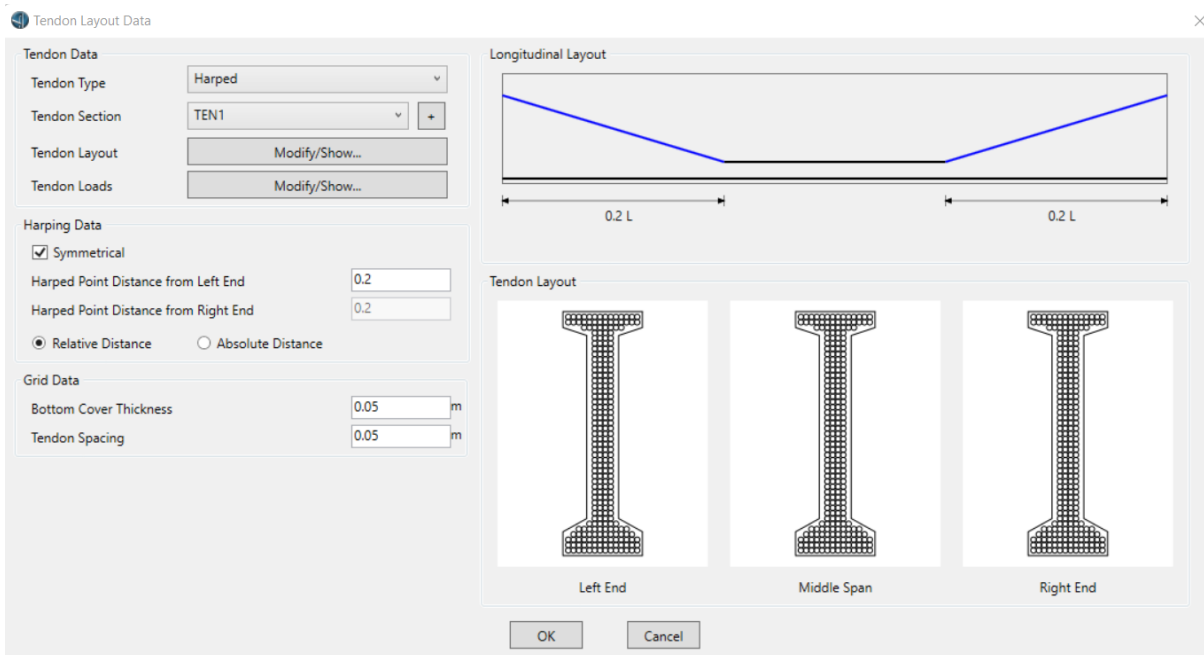 Tendon Layout Data
Tendon Data
Tendon Type
Harped
Tendon Section
TEN1
+
Tendon Layout
Modify/Show...
Tendon Loads
Modify/Show...
Harping Data
Symmetrical
Harped Point Distance from Left End
0.2
Harped Point Distance from Right End
0.2
Relative Distance
Absolute Distance
Grid Data
Bottom Cover Thickness
0.05
m
Tendon Spacing
0.05
m
Longitudinal Layout
0.2 L
0.2 L
Tendon Layout
Left End
Middle Span
Right End
OK
Cancel